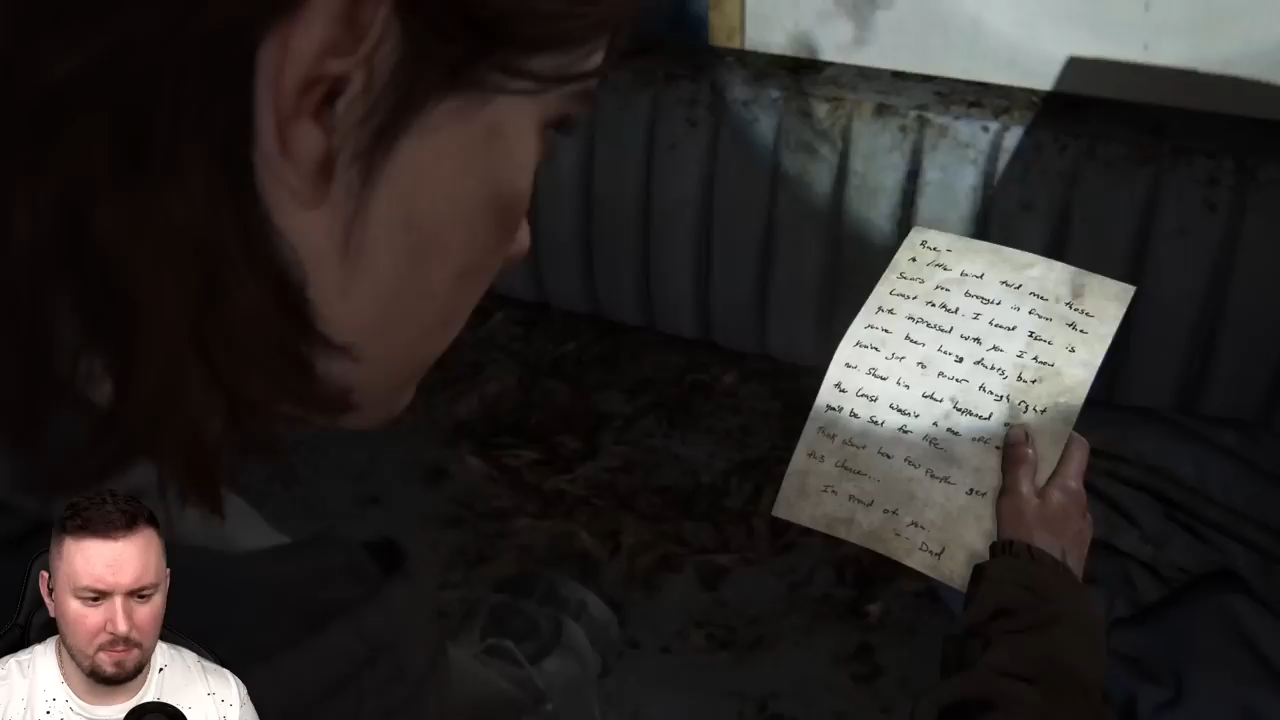 A little bird told me those
Scars you brought in from the
coast talked. I heard Isaac is
quite impressed with you. I know
you've been having doubts, but
you've got to power through right
now. Show him what happened
the coast wasn't a one off -
you'll be set for life.
Think about how few people get
this chance...
I'm proud of you.
-- Dad